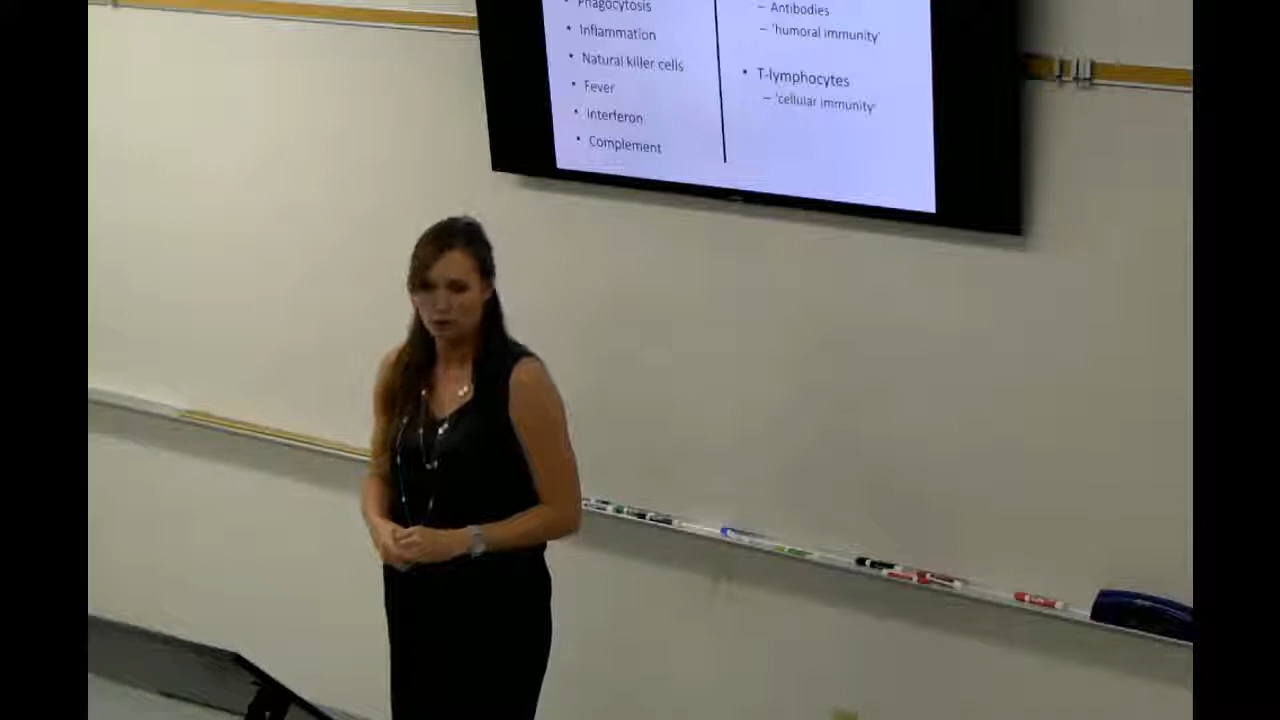 • Phagocytosis
• Inflammation
• Natural killer cells
• Fever
• Interferon
• Complement
– Antibodies
– 'humoral immunity'
• T-lymphocytes
– 'cellular immunity'